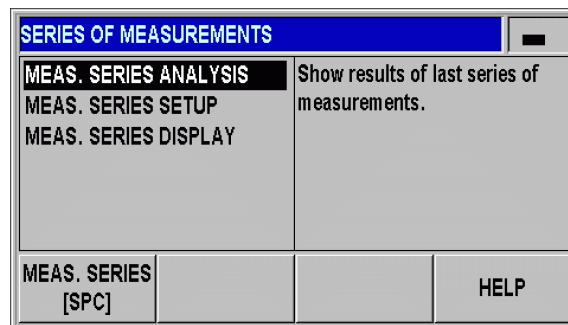 SERIES OF MEASUREMENTS
MEAS. SERIES ANALYSIS
MEAS. SERIES SETUP
MEAS. SERIES DISPLAY
Show results of last series of
measurements.
MEAS. SERIES
[SPC]
HELP